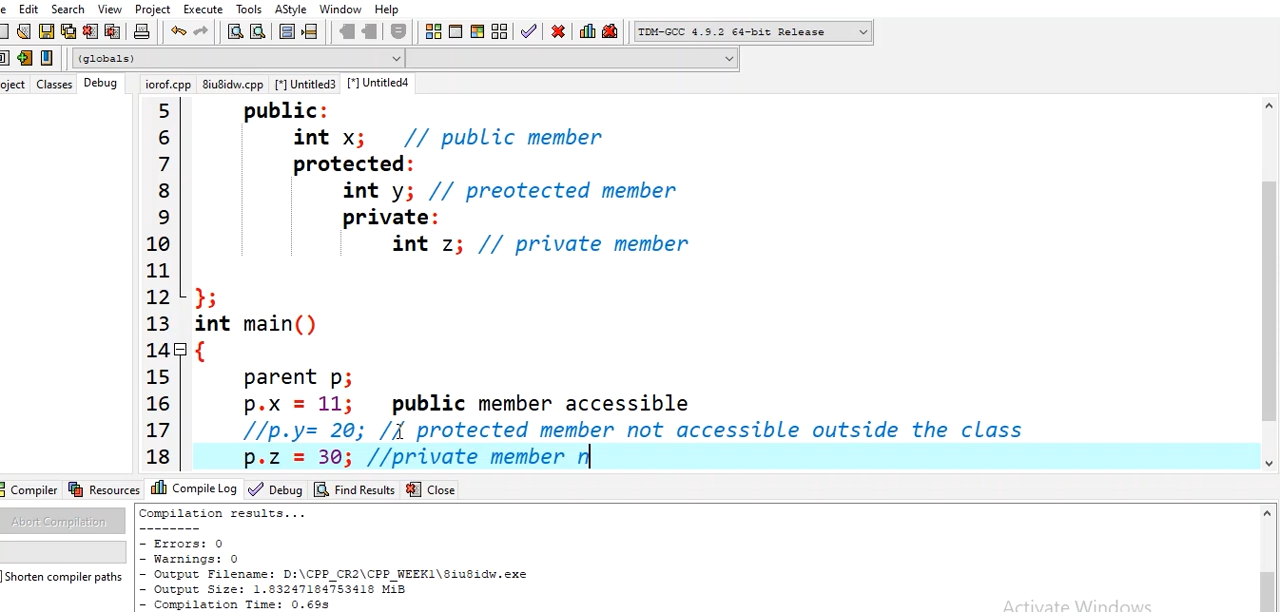 e Edit Search View Project Execute Tools AStyle Window Help
TDM-GCC 4.9.2 64-bit Release
(globals)
oject Classes Debug iorof.cpp 8iu8idw.cpp [*] Untitled3 [*] Untitled4
5 public:
6 int x; // public member
7 protected:
8 int y; // preotected member
9 private:
10 int z; // private member
11
12 };
13 int main()
14 {
15 parent p;
16 p.x = 11; public member accessible
17 //p.y= 20; // protected member not accessible outside the class
18 p.z = 30; //private member n
Compiler Resources Compile Log Debug Find Results Close
Abort Compilation
Shorten compiler paths
Compilation results...
--------
- Errors: 0
- Warnings: 0
- Output Filename: D:\CPP_CR2\CPP_WEEK1\8iu8idw.exe
- Output Size: 1.83247184753418 MiB
- Compilation Time: 0.69s
Activate Windows